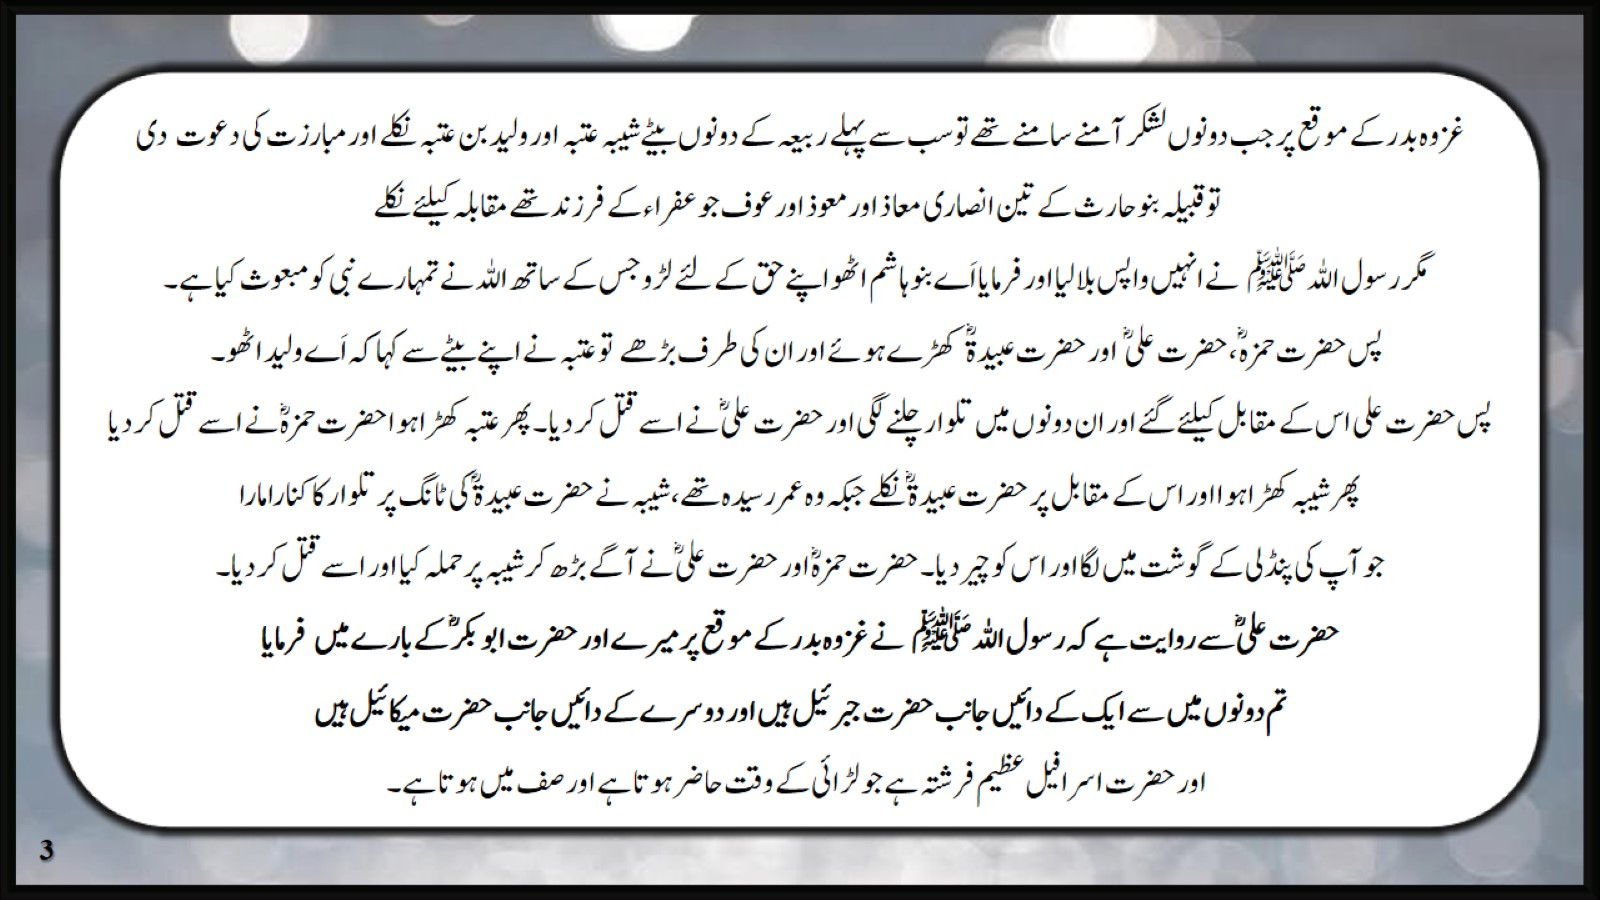 غزوہ بدر کے موقع پر جب دونوں لشکر آمنے سامنے تھے تو سب سے پہلے ربیعہ کے دونوں بیٹے شیبہ عتبہ اور ولید بن عتبہ نکلے اور مبارزت کی دعوت دی
تو قبیلہ بنو حارث کے تین انصاری معاذ اور معوذ اور عوف جو عفراء کے فرزند تھے مقابلہ کیلئے نکلے
مگر رسول اللہ ﷺ نے انہیں واپس بلالیا اور فرمایا اَے بنو ہاشم اٹھو اپنے حق کے لئے لڑو جس کے ساتھ اللہ نے تمہارے نبی کو مبعوث کیا ہے۔
پس حضرت حمزہؓ، حضرت علیؓ اور حضرت عبیدۃؓ کھڑے ہوئے اور ان کی طرف بڑھے تو عتبہ نے اپنے بیٹے سے کہا کہ اَے ولید اٹھو۔
پس حضرت علی اس کے مقابل کیلئے گئے اور ان دونوں میں تلوار چلنے لگی اور حضرت علیؓ نے اسے قتل کر دیا۔ پھر عتبہ کھڑا ہوا حضرت حمزہؓ نے اسے قتل کر دیا
پھر شیبہ کھڑا ہوا اور اس کے مقابل پر حضرت عبیدۃؓ نکلے جبکہ وہ عمر رسیدہ تھے، شیبہ نے حضرت عبیدۃؓ کی ٹانگ پر تلوار کا کنارا مارا
جو آپ کی پنڈلی کے گوشت میں لگا اور اس کو چیر دیا۔ حضرت حمزہؓ اور حضرت علیؓ نے آگے بڑھ کر شیبہ پر حملہ کیا اور اسے قتل کر دیا۔
حضرت علیؓ سے روایت ہے کہ رسول اللہ ﷺ نے غزوہ بدر کے موقع پر میرے اور حضرت ابو بکرؓ کے بارے میں فرمایا
تم دونوں میں سے ایک کے دائیں جانب حضرت جبرئیل ہیں اور دوسرے کے دائیں جانب حضرت میکائیل ہیں
اور حضرت اسرافیل عظیم فرشتہ ہے جو لڑائی کے وقت حاضر ہوتا ہے اور صف میں ہوتا ہے۔
3